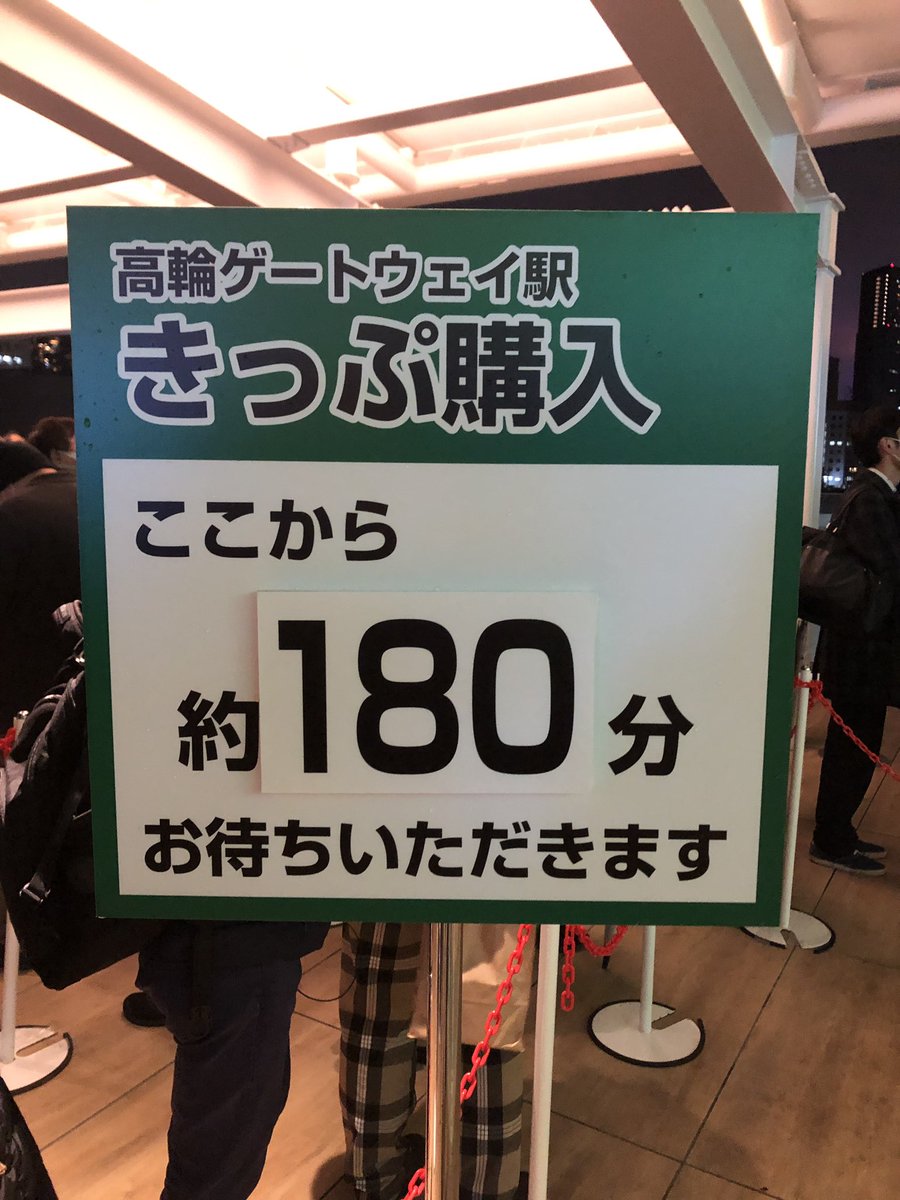 高輪ゲートウェイ駅
きっぷ購入
ここから
約180分
お待ちいただきます